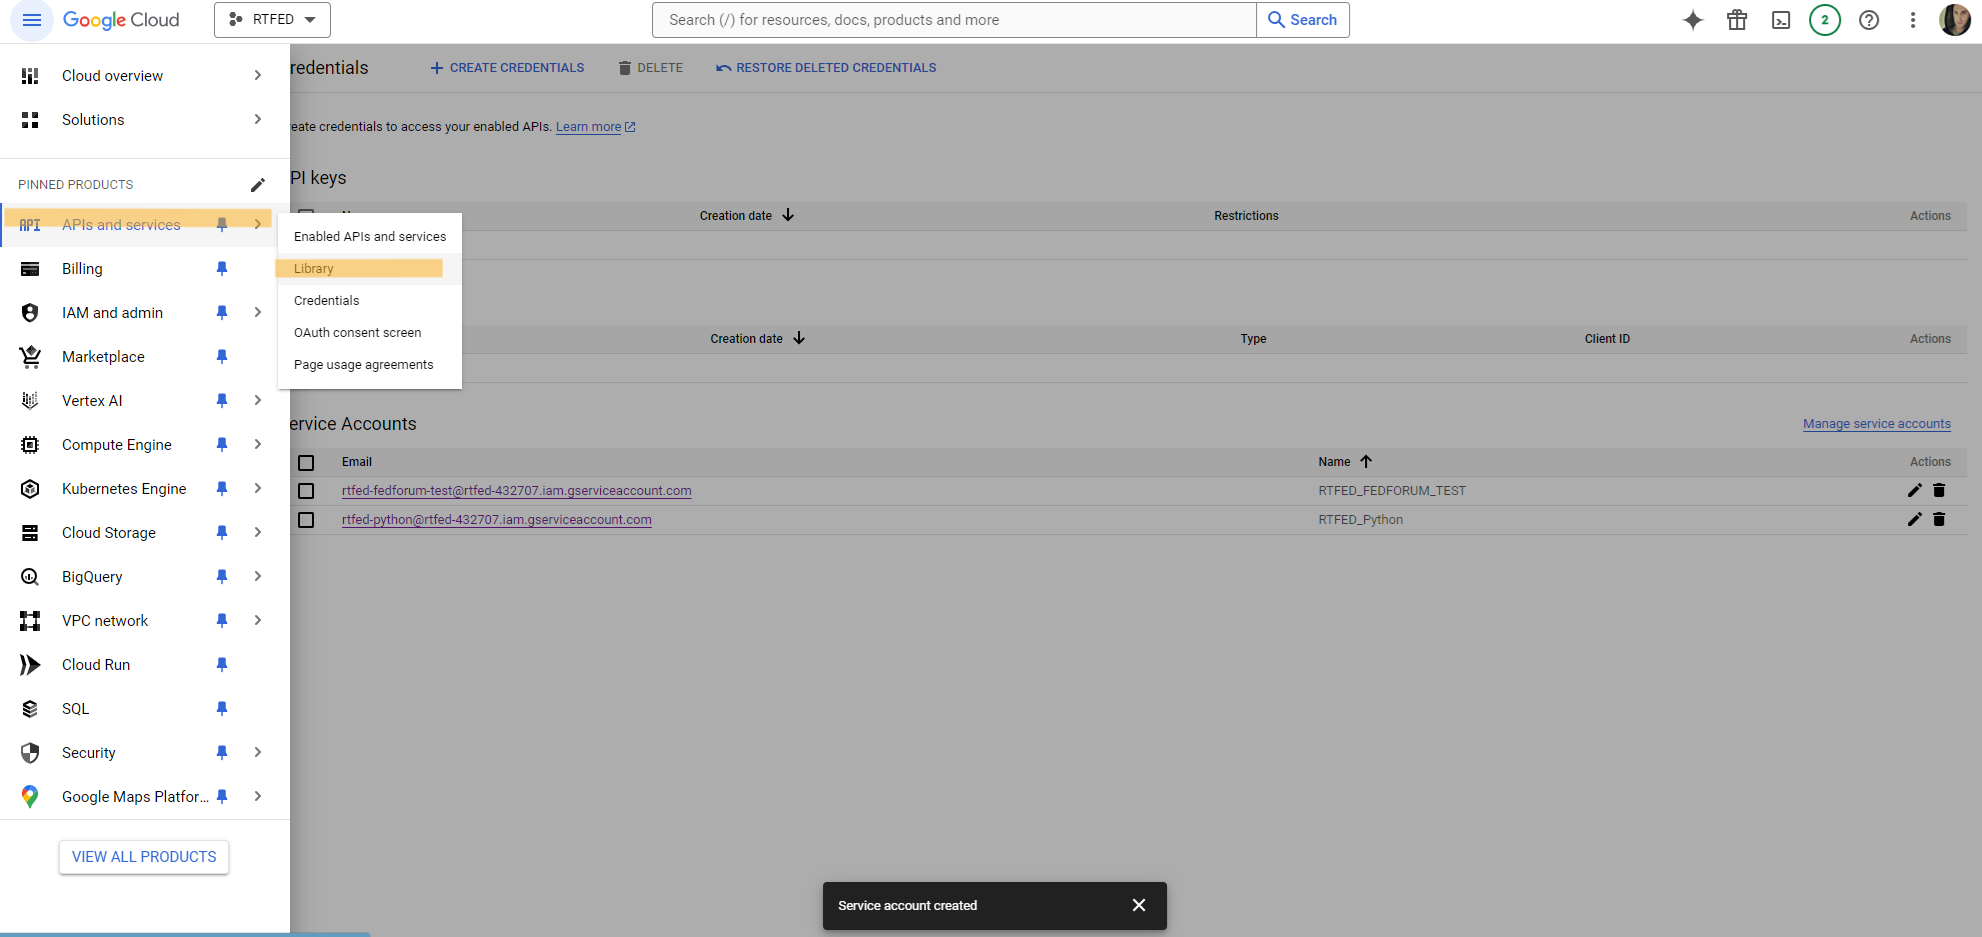 Google Cloud
RTFED
Search (/) for resources, docs, products and more
Search
2
Cloud overview
Solutions
PINNED PRODUCTS
API APIs and services
Billing
IAM and admin
Marketplace
Vertex AI
Compute Engine
Kubernetes Engine
Cloud Storage
BigQuery
VPC network
Cloud Run
SQL
Security
Google Maps Platfor...
VIEW ALL PRODUCTS
Enabled APIs and services
Library
Credentials
OAuth consent screen
Page usage agreements
redentials
CREATE CREDENTIALS
DELETE
RESTORE DELETED CREDENTIALS
reate credentials to access your enabled APIs. Learn more
PI keys
Creation date
Restrictions
Actions
Creation date
Type
Client ID
Actions
ervice Accounts
Manage service accounts
Email
Name
Actions
rtfed-fedforum-test@rtfed-432707.iam.gserviceaccount.com
RTFED_FEDFORUM_TEST
rtfed-python@rtfed-432707.iam.gserviceaccount.com
RTFED_Python
Service account created